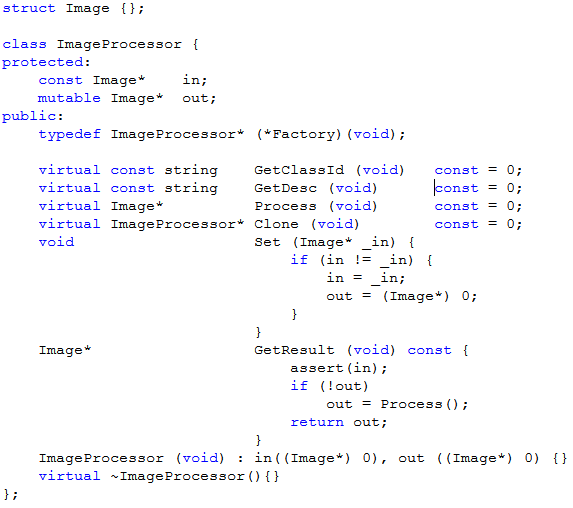 struct Image {};
class ImageProcessor {
protected:
const Image* in;
mutable Image* out;
public:
typedef ImageProcessor* (*Factory)(void);
virtual const string GetClassId (void) const = 0;
virtual const string GetDesc (void) const = 0;
virtual Image* Process (void) const = 0;
virtual ImageProcessor* Clone (void) const = 0;
void Set (Image* _in) {
if (in != _in) {
in = _in;
out = (Image*) 0;
}
}
Image* GetResult (void) const {
assert(in);
if (!out)
out = Process();
return out;
}
ImageProcessor (void) : in((Image*) 0), out ((Image*) 0) {}
virtual ~ImageProcessor(){}
};